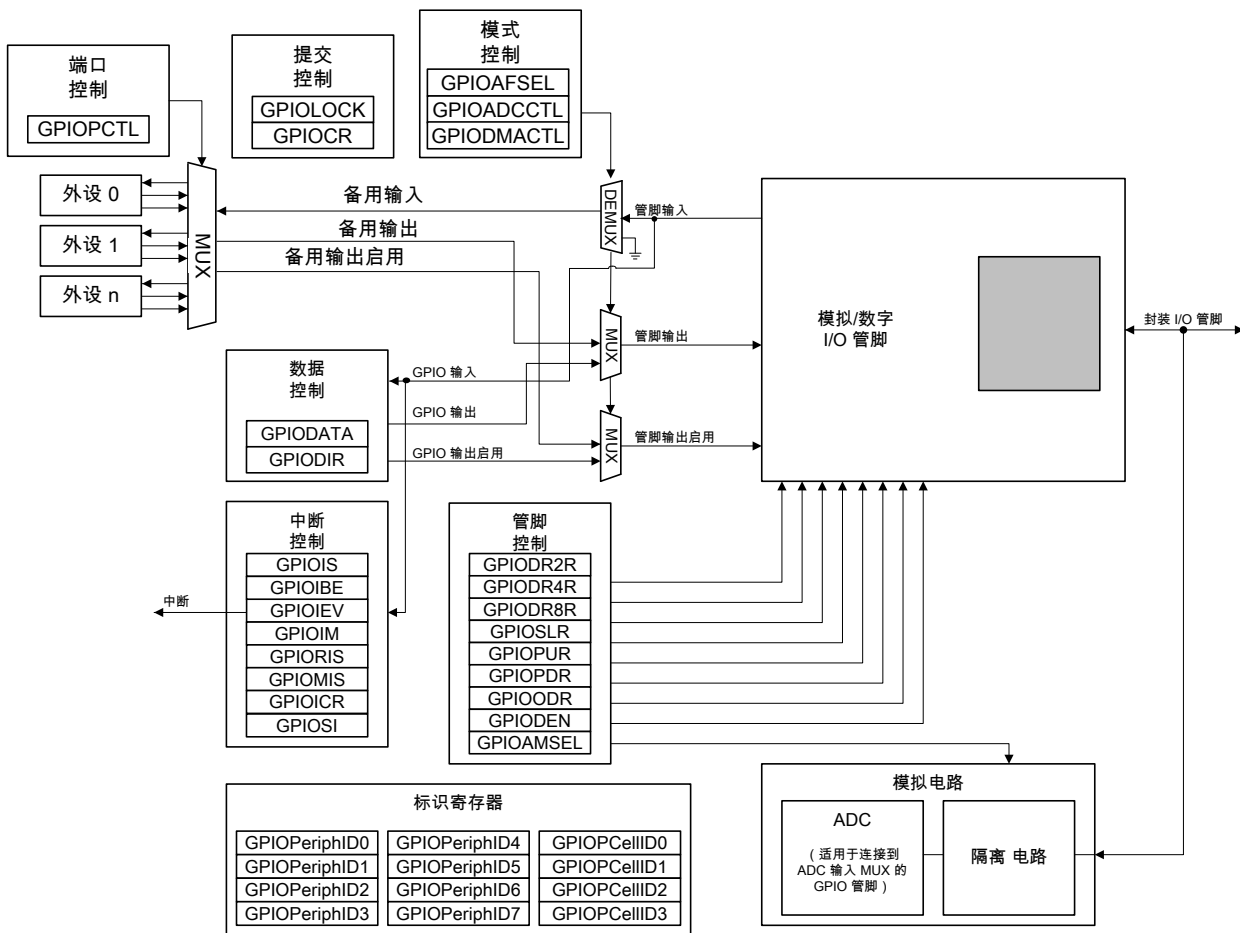 端口
控制
GPIOPCTL
提交
控制
GPIOLOCK
GPIOCR
模式
控制
GPIOAFSEL
GPIOADCCTL
GPIODMACTL
外设 0
外设 1
外设 n
MUX
备用输入
备用输出
备用输出启用
DEMUX
管脚输入
MUX
管脚输出
MUX
管脚输出启用
模拟/数字
I/O 管脚
封装 I/O 管脚
数据
控制
GPIODATA
GPIODIR
GPIO 输入
GPIO 输出
GPIO 输出启用
中断
控制
GPIOIS
GPIOIBE
GPIOIEV
GPIOIM
GPIORIS
GPIOMIS
GPIOICR
GPIOSI
中断
管脚
控制
GPIODR2R
GPIODR4R
GPIODR8R
GPIOSLR
GPIOPUR
GPIOPDR
GPIOODR
GPIODEN
GPIOAMSEL
模拟电路
ADC
（适用于连接到
ADC 输入 MUX 的
GPIO 管脚）
隔离 电路
标识寄存器
GPIOPeriphID0
GPIOPeriphID1
GPIOPeriphID2
GPIOPeriphID3
GPIOPeriphID4
GPIOPeriphID5
GPIOPeriphID6
GPIOPeriphID7
GPIOPCellID0
GPIOPCellID1
GPIOPCellID2
GPIOPCellID3